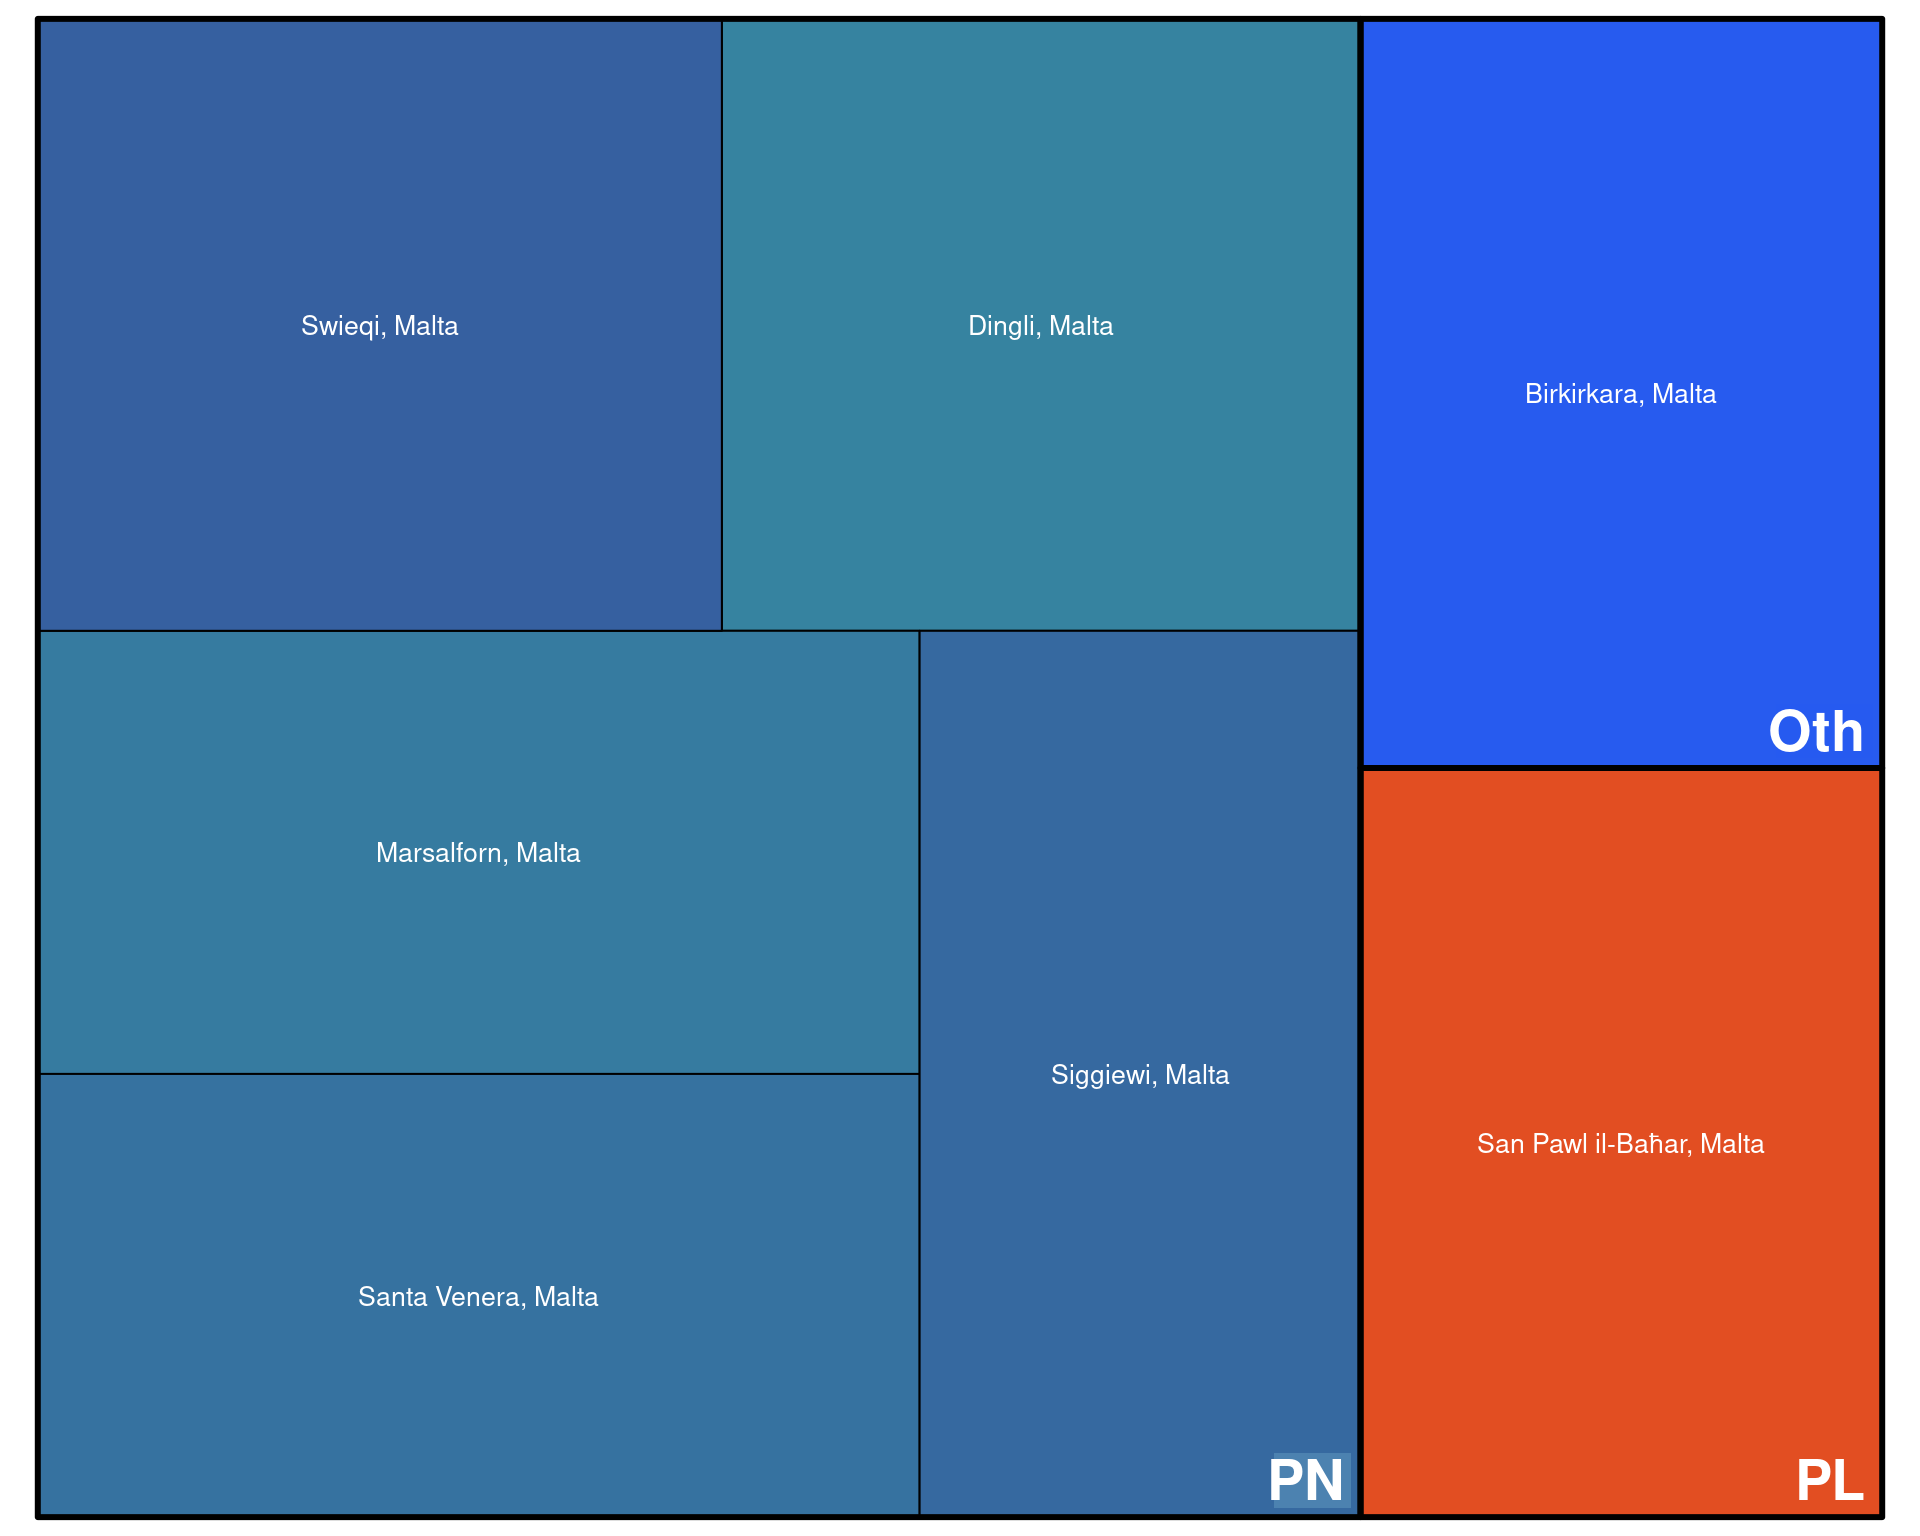 Swieqi, Malta
Dingli, Malta
Birkirkara, Malta
Oth
Marsalforn, Malta
Siggiewi, Malta
San Pawl il-Baħar, Malta
Santa Venera, Malta
PN
PL